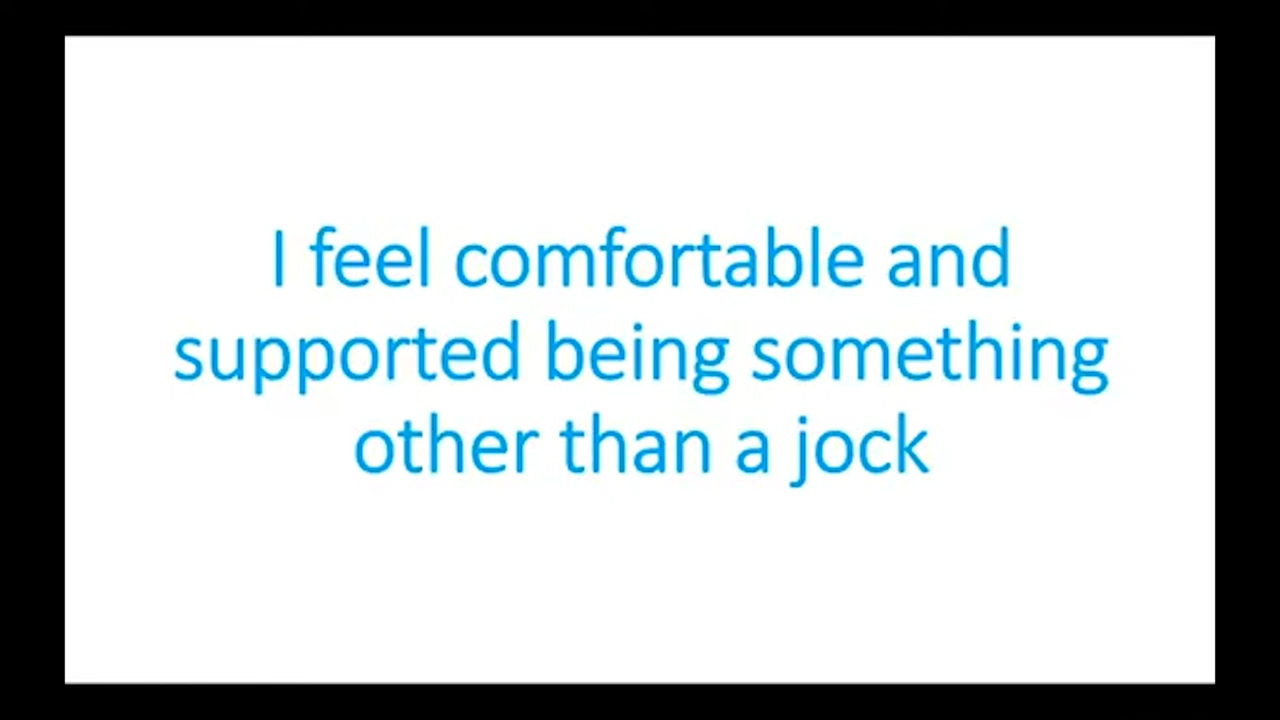 I feel comfortable and
supported being something
other than a jock